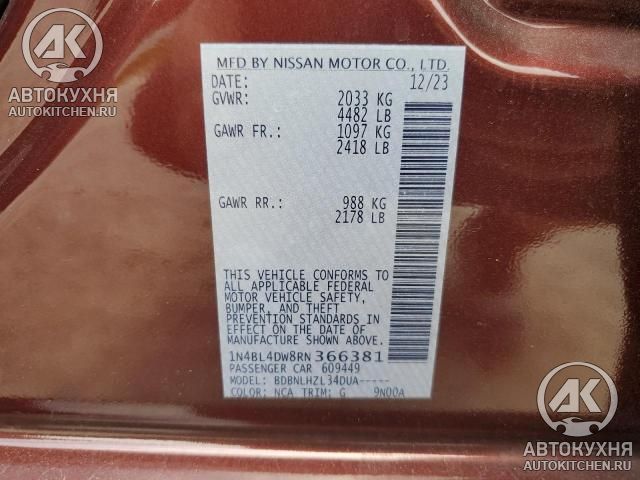 AK
АВТОКУХНЯ
AUTOKITCHEN.RU
MFD BY NISSAN MOTOR CO., LTD.
DATE: 12/23
GVWR: 2033 KG
4482 LB
GAWR FR.: 1097 KG
2418 LB
GAWR RR.: 988 KG
2178 LB
THIS VEHICLE CONFORMS TO
ALL APPLICABLE FEDERAL
MOTOR VEHICLE SAFETY,
BUMPER, AND THEFT
PREVENTION STANDARDS IN
EFFECT ON THE DATE OF
MANUFACTURE SHOWN ABOVE.
1N4BL4DW8RN366381
PASSENGER CAR 609449
MODEL: BDBNLHZL34DUA-----
COLOR: NCA TRIM: G 9N00A
AK
АВТОКУХНЯ
AUTOKITCHEN.RU